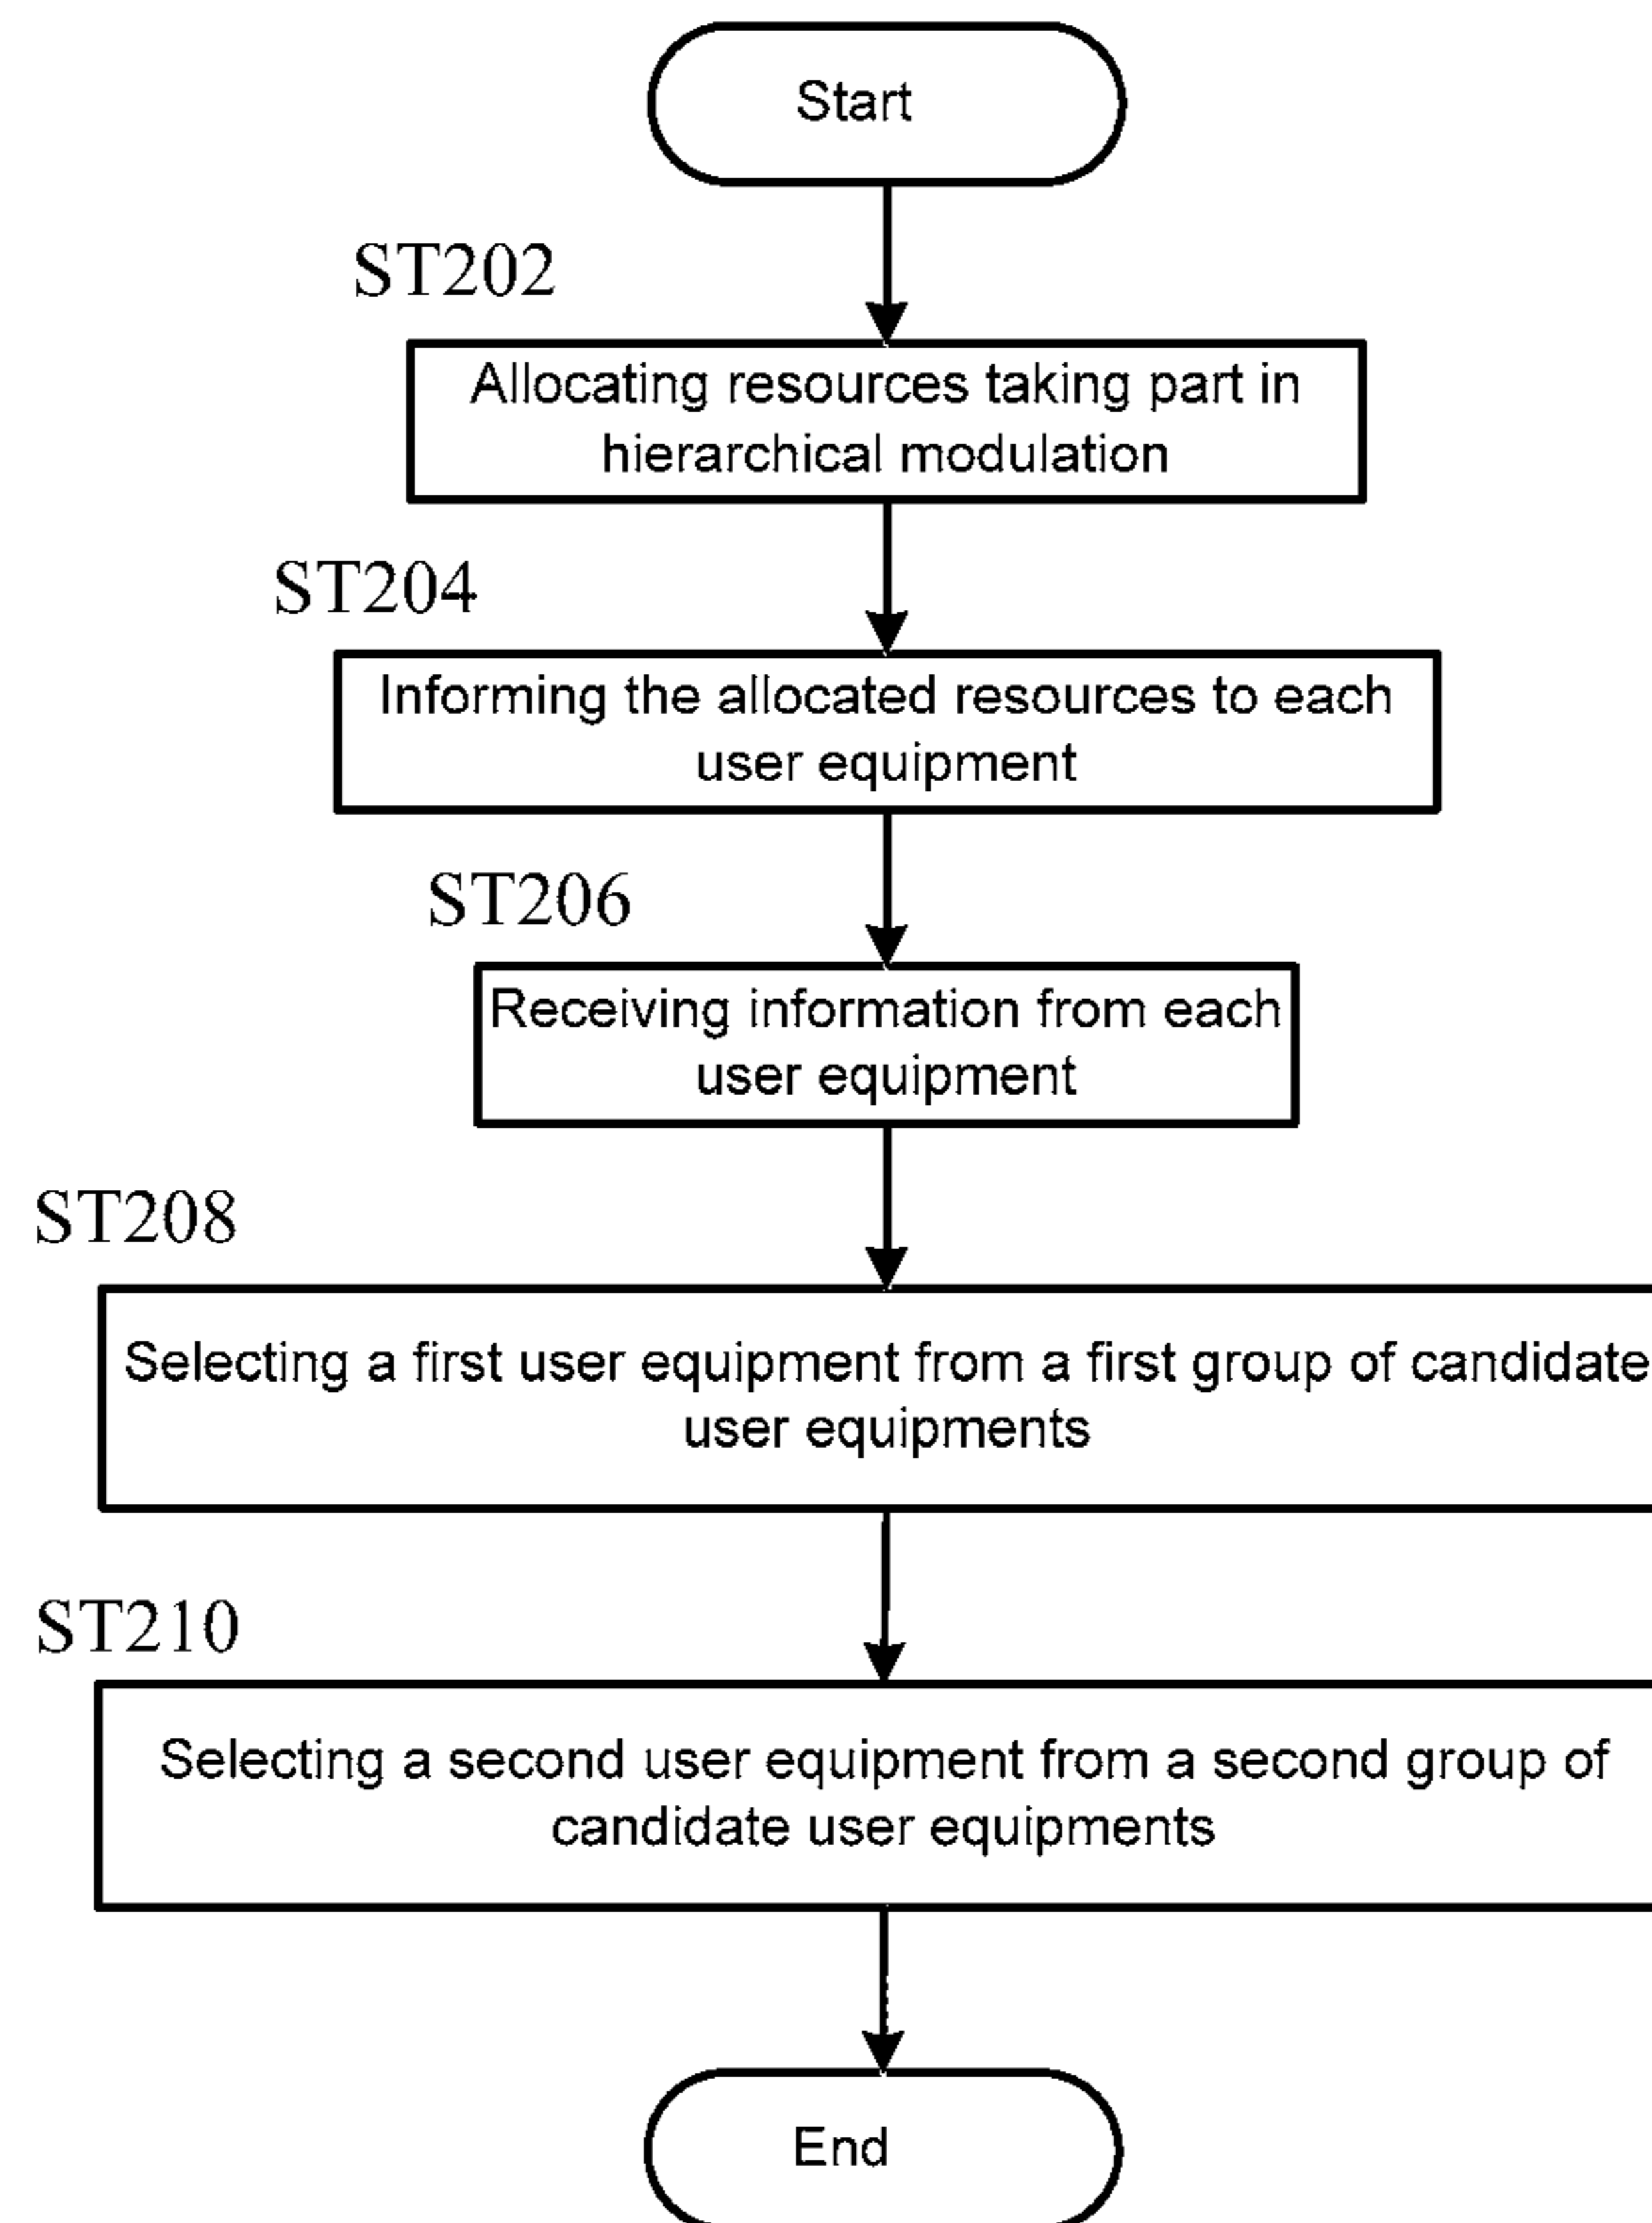 Start
ST202
Allocating resources taking part in
hierarchical modulation
ST204
Informing the allocated resources to each
user equipment
ST206
Receiving information from each
user equipment
ST208
Selecting a first user equipment from a first group of candidate
user equipments
ST210
Selecting a second user equipment from a second group of
candidate user equipments
End